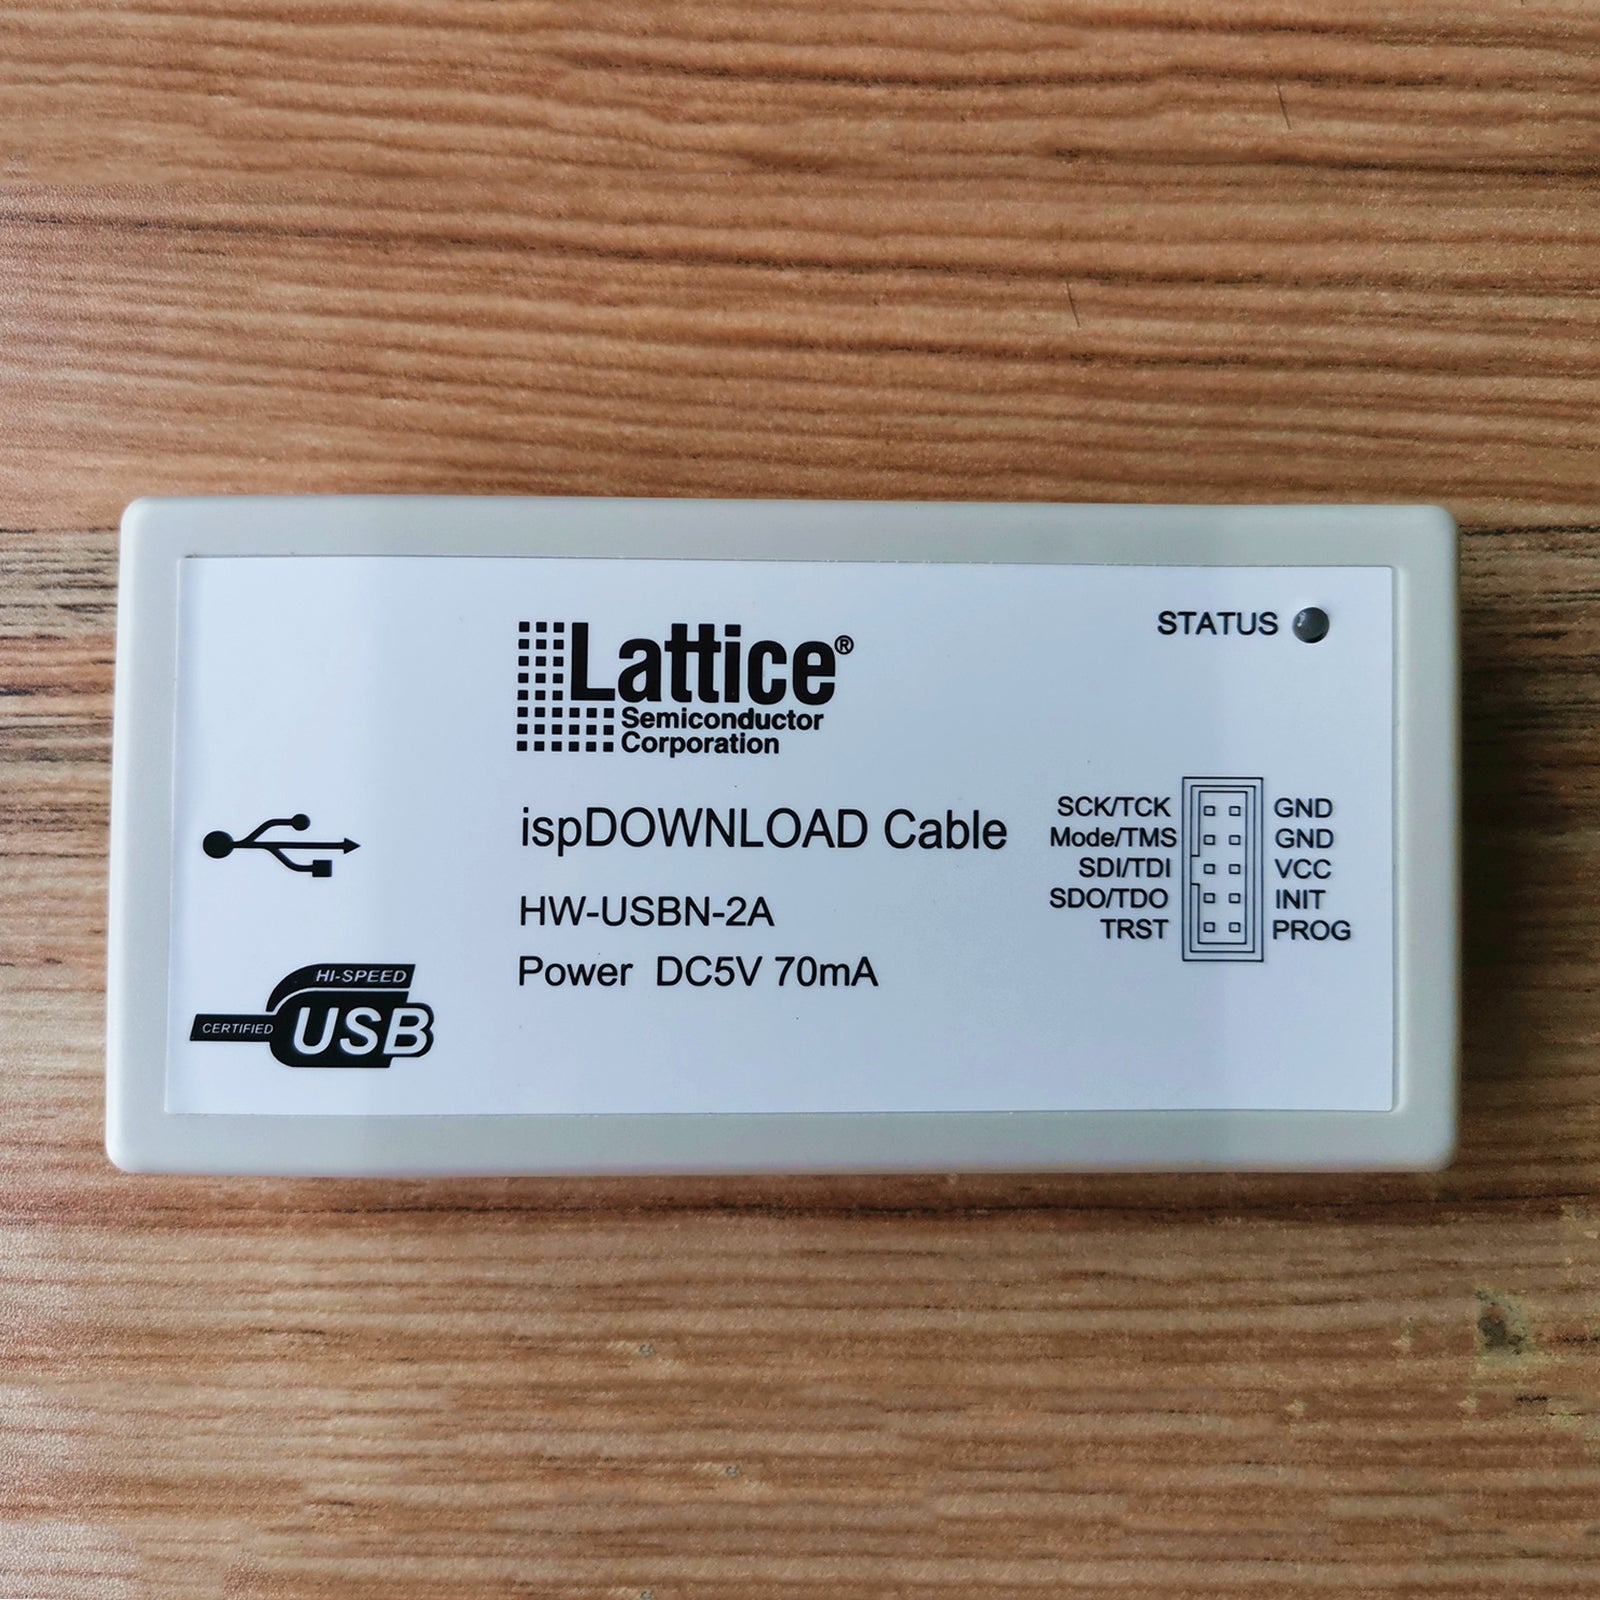 STATUS
Lattice®
Semiconductor
Corporation
ispDOWNLOAD Cable
HW-USBN-2A
Power DC5V 70mA
HI-SPEED
CERTIFIED USB
SCK/TCK GND
Mode/TMS GND
SDI/TDI VCC
SDO/TDO INIT
TRST PROG